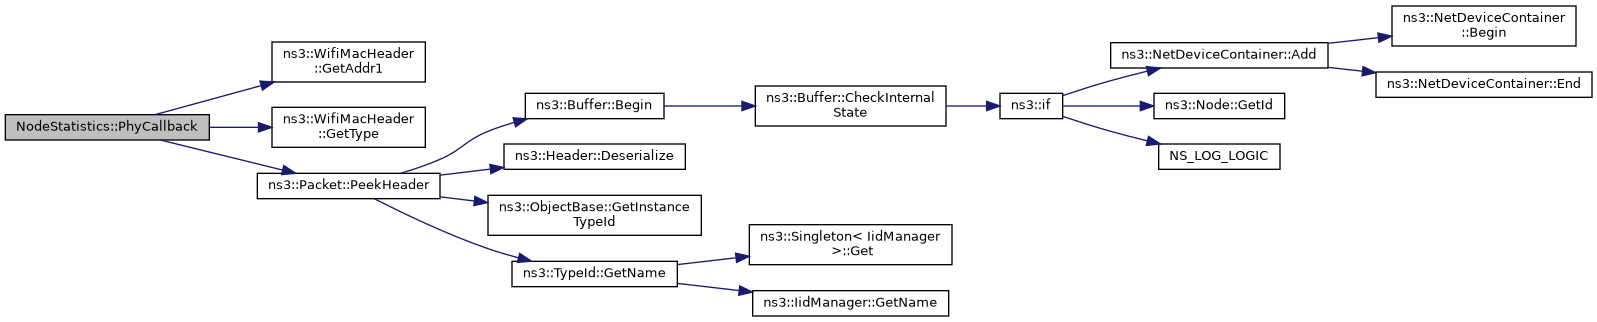 NodeStatistics::PhyCallback
ns3::WifiMacHeader
::GetAddr1
ns3::WifiMacHeader
::GetType
ns3::Packet::PeekHeader
ns3::Buffer::Begin
ns3::Header::Deserialize
ns3::ObjectBase::GetInstance
TypeId
ns3::TypeId::GetName
ns3::Buffer::CheckInternal
State
ns3::Singleton< IidManager
>::Get
ns3::IidManager::GetName
ns3::if
ns3::NetDeviceContainer::Add
ns3::Node::GetId
NS_LOG_LOGIC
ns3::NetDeviceContainer
::Begin
ns3::NetDeviceContainer::End